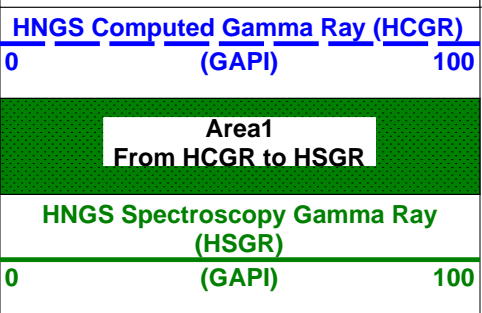 HNGS Computed Gamma Ray (HCGR)
0 (GAPI) 100
Area1
From HCGR to HSGR
HNGS Spectroscopy Gamma Ray
(HSGR)
0 (GAPI) 100